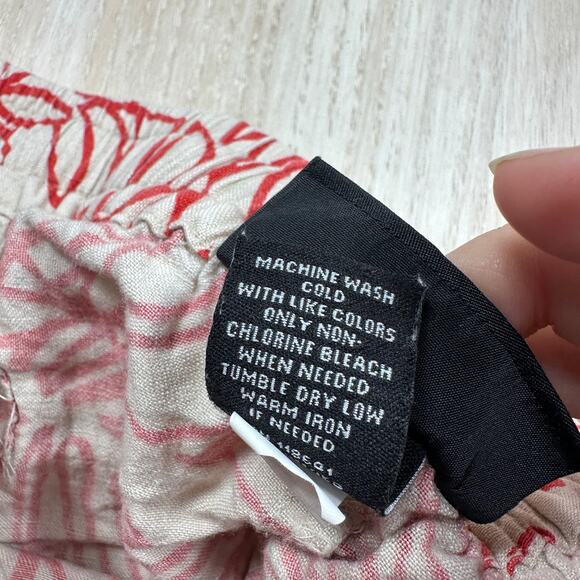 MACHINE WASH
COLD
WITH LIKE COLORS
ONLY NON-
CHLORINE BLEACH
WHEN NEEDED
TUMBLE DRY LOW
WARM IRON
IF NEEDED